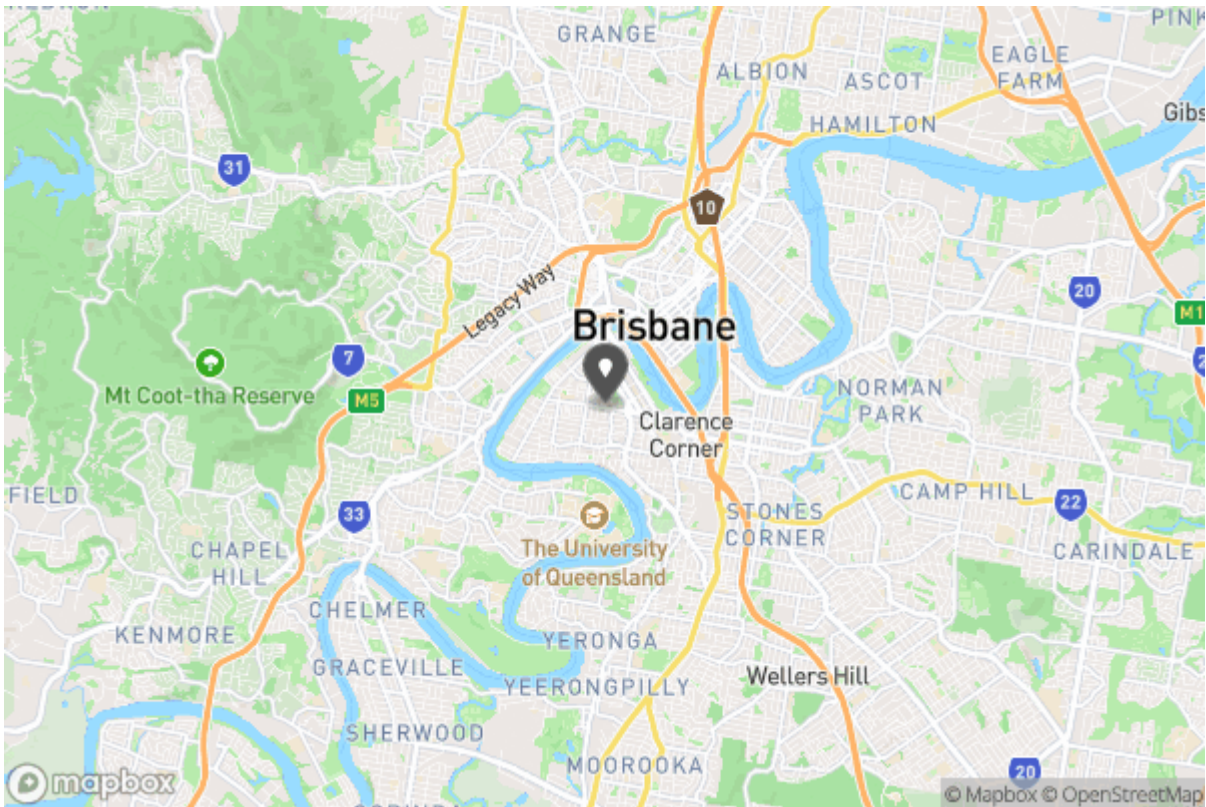 GRANGE
PINK
EAGLE
FARM
ALBION
ASCOT
Gibs
HAMILTON
31
10
Legacy Way
20
M1
Brisbane
7
2
Mt Coot-tha Reserve
M5
NORMAN
PARK
Clarence
Corner
FIELD
33
CAMP HILL
22
STONES
CORNER
The University
of Queensland
CHAPEL
HILL
CARINDALE
CHELMER
KENMORE
YERONGA
GRACEVILLE
Wellers Hill
YEERONGPILLY
SHERWOOD
MOOROOKA
20
mapbox
© Mapbox © OpenStreetMap